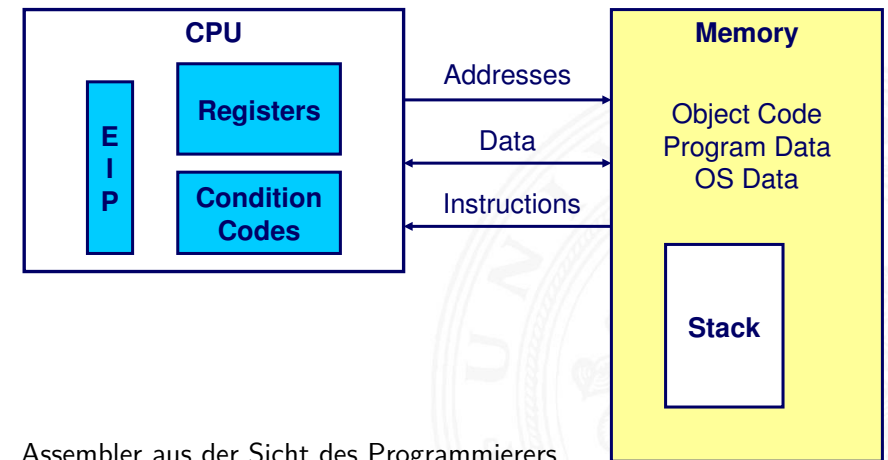 CPU
E
I
P
Registers
Condition
Codes
Addresses
Data
Instructions
Memory
Object Code
Program Data
OS Data
Stack
Assembler aus der Sicht des Programmierers